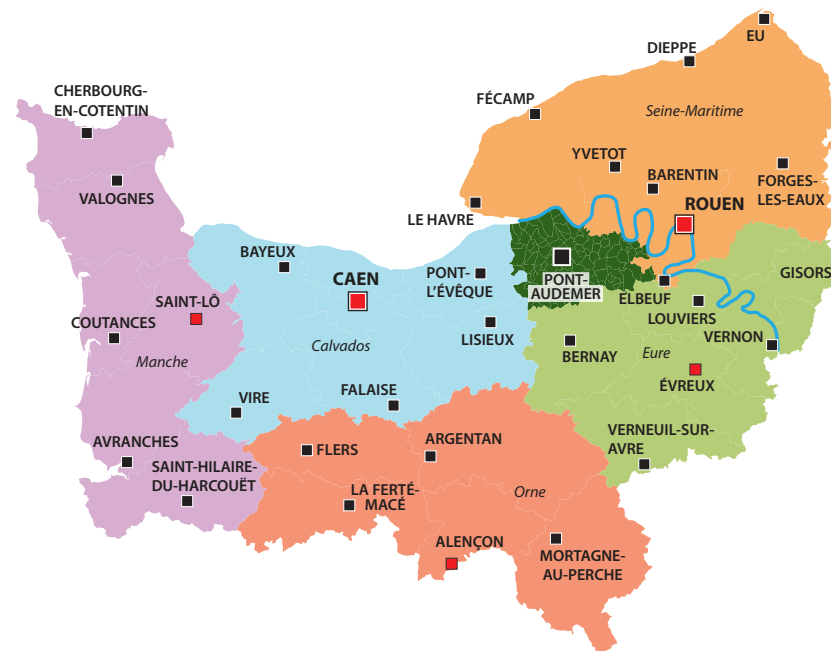 EU
DIEPPE
CHERBOURG-
EN-COTENTIN
FÉCAMP
Seine-Maritime
YVETOT
BARENTIN
FORGES-
LES-EAUX
VALOGNES
ROUEN
LE HAVRE
BAYEUX
CAEN
PONT-
L'ÉVÊQUE
PONT-
AUDEMER
GISORS
ELBEUF
SAINT-LÔ
LOUVIERS
COUTANCES
LISIEUX
VERNON
Manche
Calvados
BERNAY
Eure
ÉVREUX
VIRE
FALAISE
AVRANCHES
FLERS
ARGENTAN
VERNEUIL-SUR-
AVRE
SAINT-HILAIRE-
DU-HARCOUËT
LA FERTÉ-
MACÉ
Orne
ALENÇON
MORTAGNE-
AU-PERCHE